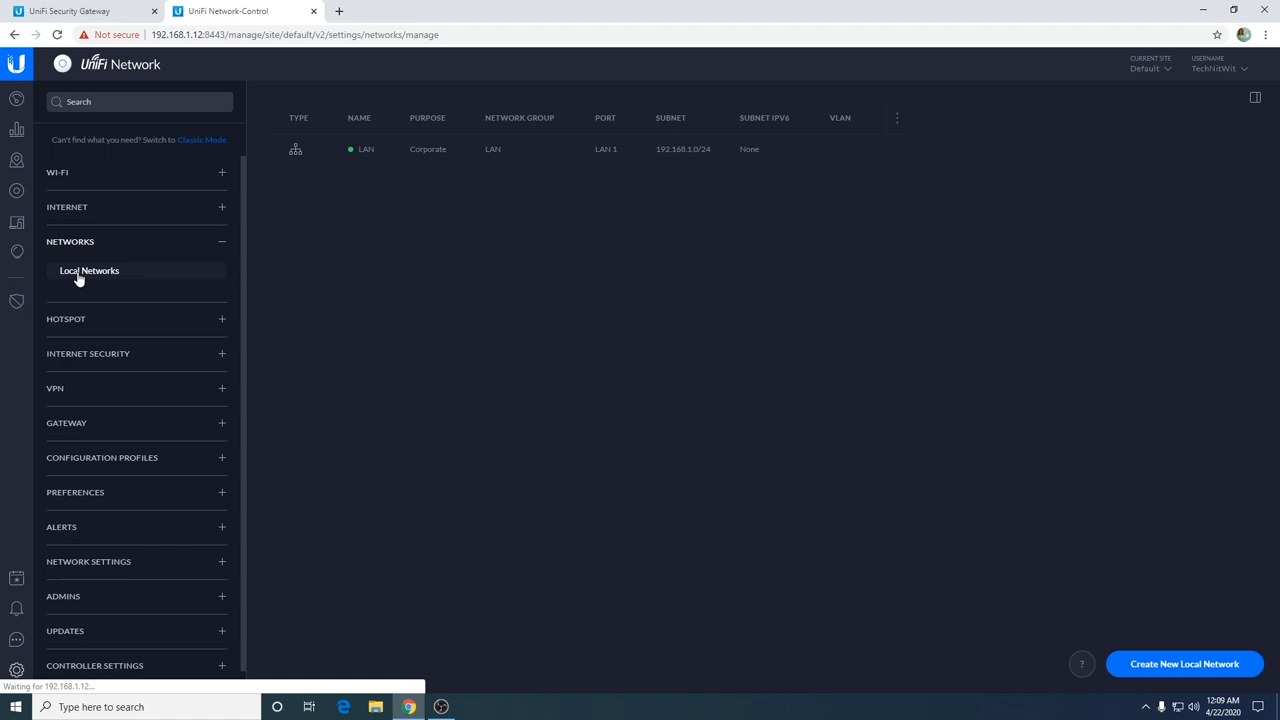 UniFi Security Gateway
UniFi Network-Control
Not secure
192.168.1.12:8443/manage/site/default/v2/settings/networks/manage
UniFi Network
CURRENT SITE
Default
USERNAME
TechNitWit
Search
Can't find what you need? Switch to Classic Mode
WI-FI
INTERNET
NETWORKS
Local Networks
HOTSPOT
INTERNET SECURITY
VPN
GATEWAY
CONFIGURATION PROFILES
PREFERENCES
ALERTS
NETWORK SETTINGS
ADMINS
UPDATES
CONTROLLER SETTINGS
TYPE NAME PURPOSE NETWORK GROUP PORT SUBNET SUBNET IPV6 VLAN
LAN Corporate LAN LAN 1 192.168.1.0/24 None
?
Create New Local Network
Waiting for 192.168.1.12...
Type here to search
12:09 AM
4/22/2020